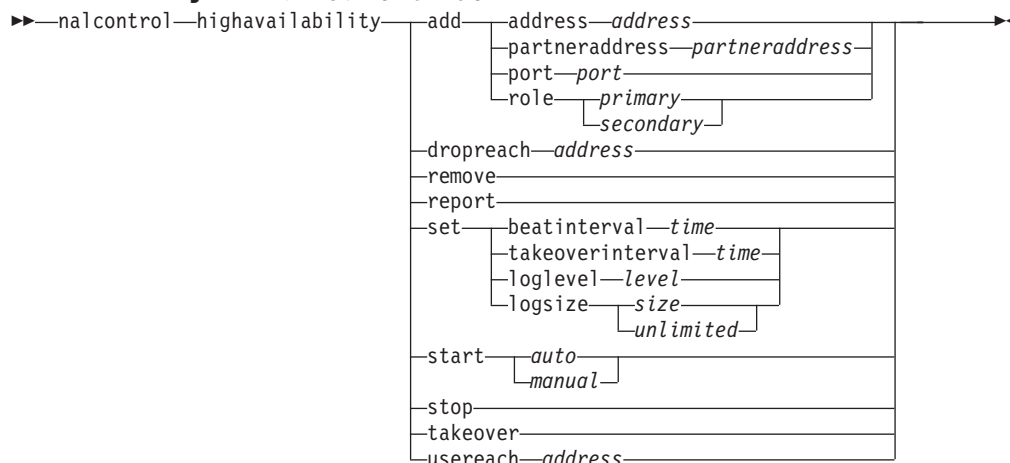 nalcontrol highavailability add address address
partneraddress partneraddress
port port
role primary
secondary
dropreach address
remove
report
set beatinterval time
takeoverinterval time
loglevel level
logsize size
unlimited
start auto
manual
stop
takeover
usereach address